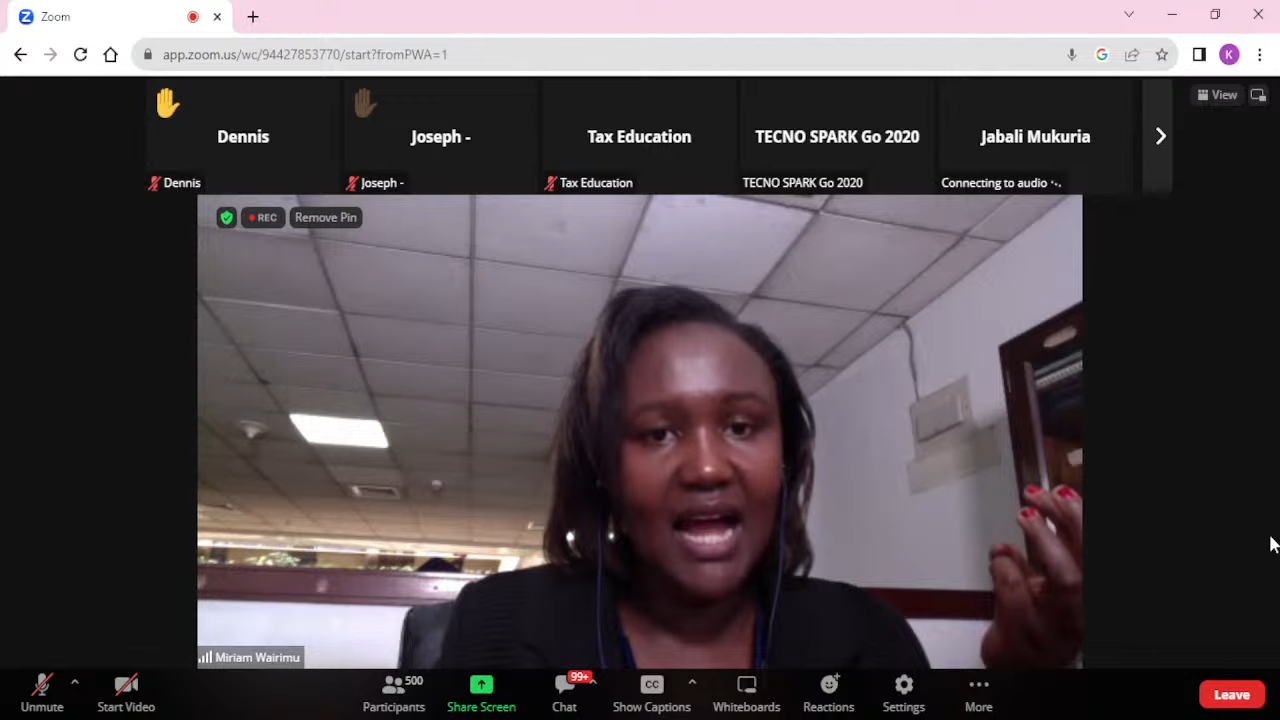 Zoom
app.zoom.us/wc/94427853770/start?fromPWA=1
K
View
Dennis
Joseph -
Tax Education
TECNO SPARK Go 2020
Jabali Mukuria
Dennis
Joseph -
Tax Education
TECNO SPARK Go 2020
Connecting to audio
REC
Remove Pin
Miriam Wairimu
Unmute
Start Video
500
Participants
Share Screen
99+
Chat
CC
Show Captions
Whiteboards
Reactions
Settings
More
Leave